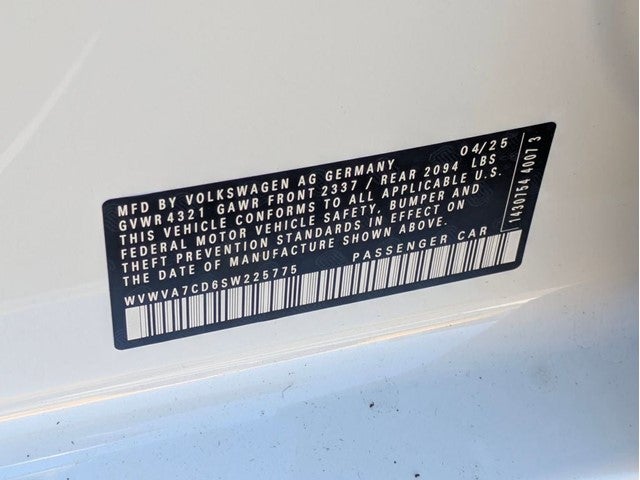 MFD BY VOLKSWAGEN AG GERMANY 04/25
GVWR 4321 GAWR FRONT 2337 / REAR 2094 LBS
THIS VEHICLE CONFORMS TO ALL APPLICABLE U.S.
FEDERAL MOTOR VEHICLE SAFETY, BUMPER AND
THEFT PREVENTION STANDARDS IN EFFECT ON
THE DATE OF MANUFACTURE SHOWN ABOVE.
WVWVA7CD6SW225775 PASSENGER CAR
1430754 4007 3